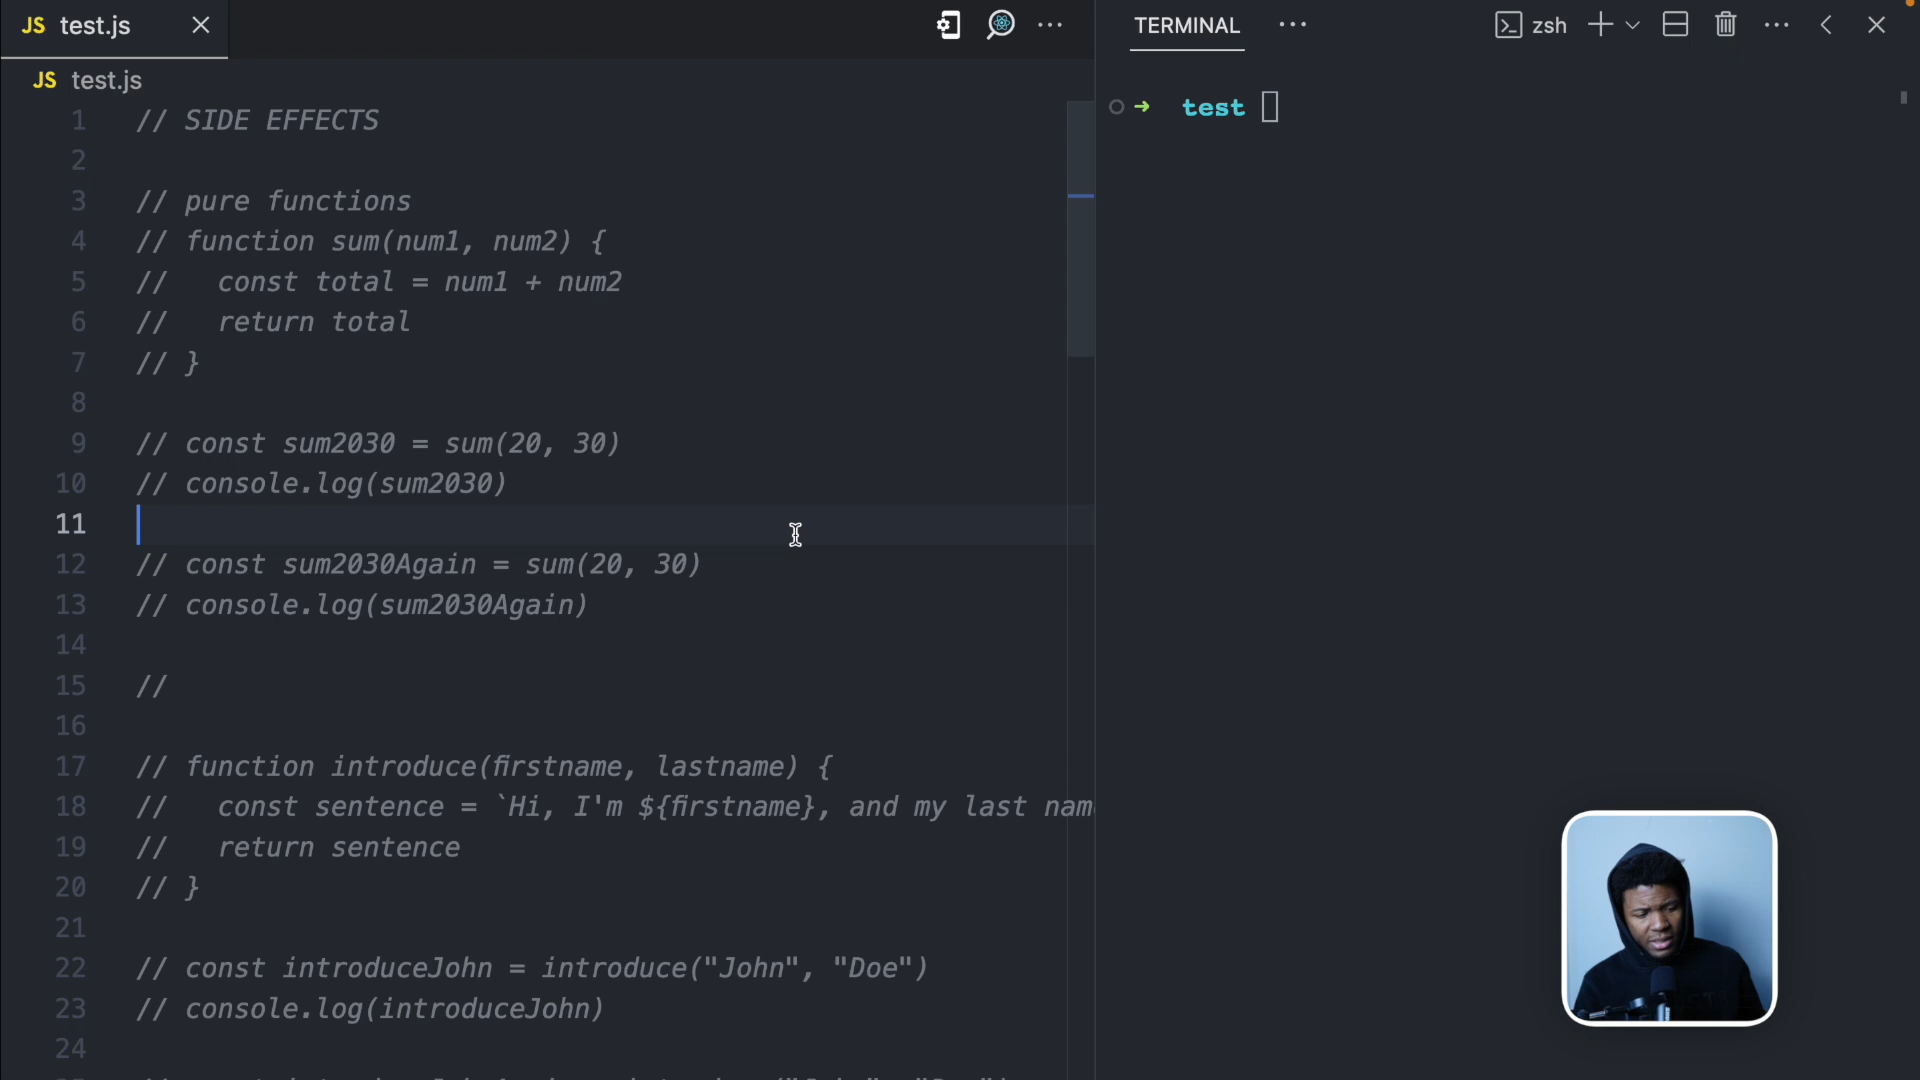 JS test.js
TERMINAL
zsh
JS test.js
1 // SIDE EFFECTS
2
3 // pure functions
4 // function sum(num1, num2) {
5 //   const total = num1 + num2
6 //   return total
7 // }
8
9 // const sum2030 = sum(20, 30)
10 // console.log(sum2030)
11
12 // const sum2030Again = sum(20, 30)
13 // console.log(sum2030Again)
14
15 //
16
17 // function introduce(firstname, lastname) {
18 //   const sentence = `Hi, I'm ${firstname}, and my last nam
19 //   return sentence
20 // }
21
22 // const introduceJohn = introduce("John", "Doe")
23 // console.log(introduceJohn)
24
➜ test